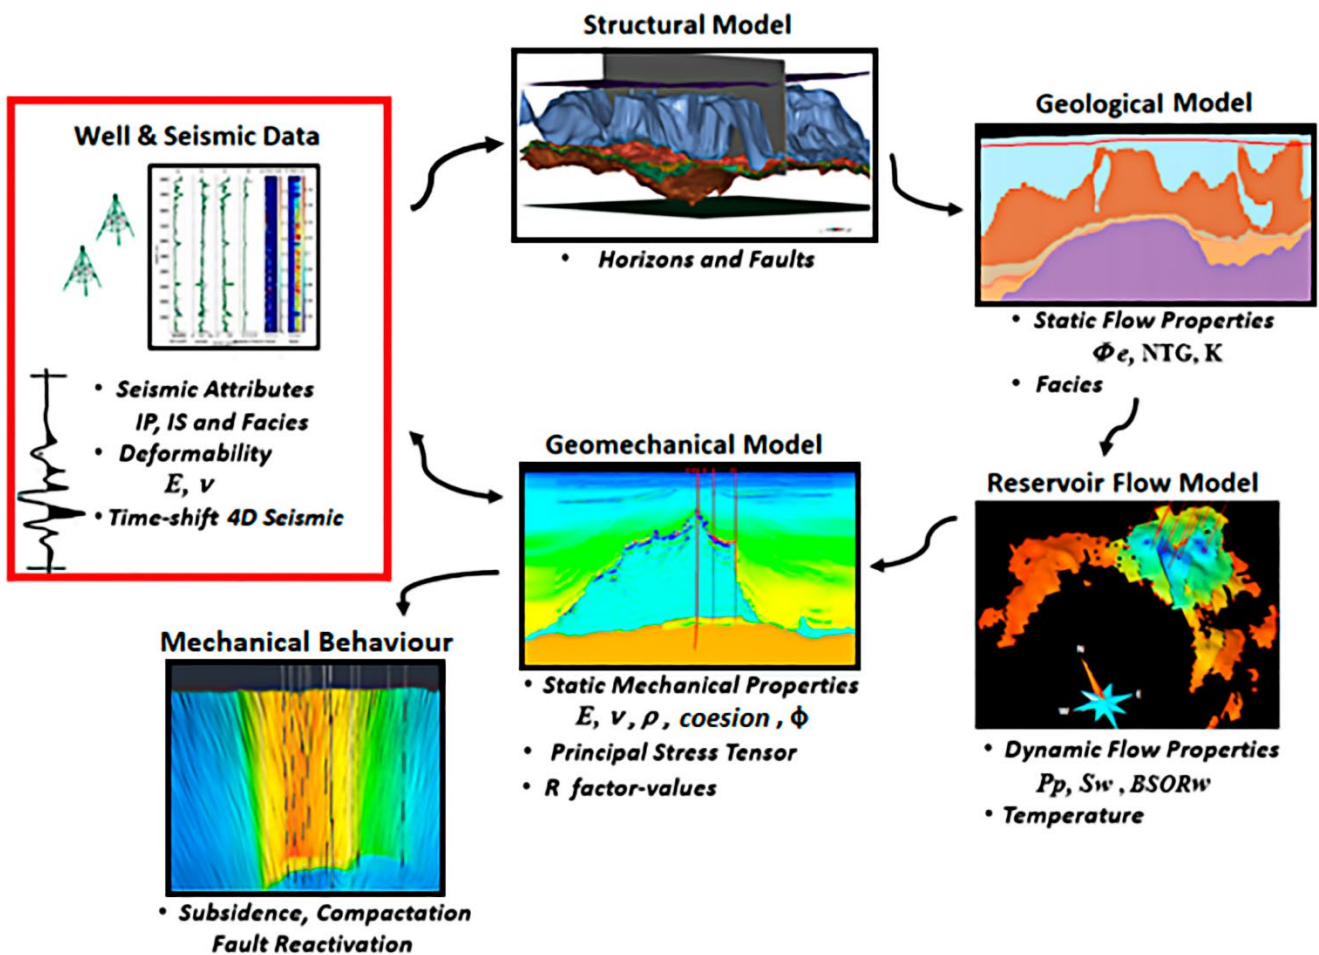 Structural Model
• Horizons and Faults
Geological Model
• Static Flow Properties
Φe, NTG, K
• Facies
Well & Seismic Data
• Seismic Attributes
IP, IS and Facies
• Deformability
E, ν
• Time-shift 4D Seismic
Geomechanical Model
• Static Mechanical Properties
E, ν, ρ, coesion, ϕ
• Principal Stress Tensor
• R factor-values
Reservoir Flow Model
N
W
E
• Dynamic Flow Properties
Pp, Sw, BSORw
• Temperature
Mechanical Behaviour
• Subsidence, Compactation
Fault Reactivation